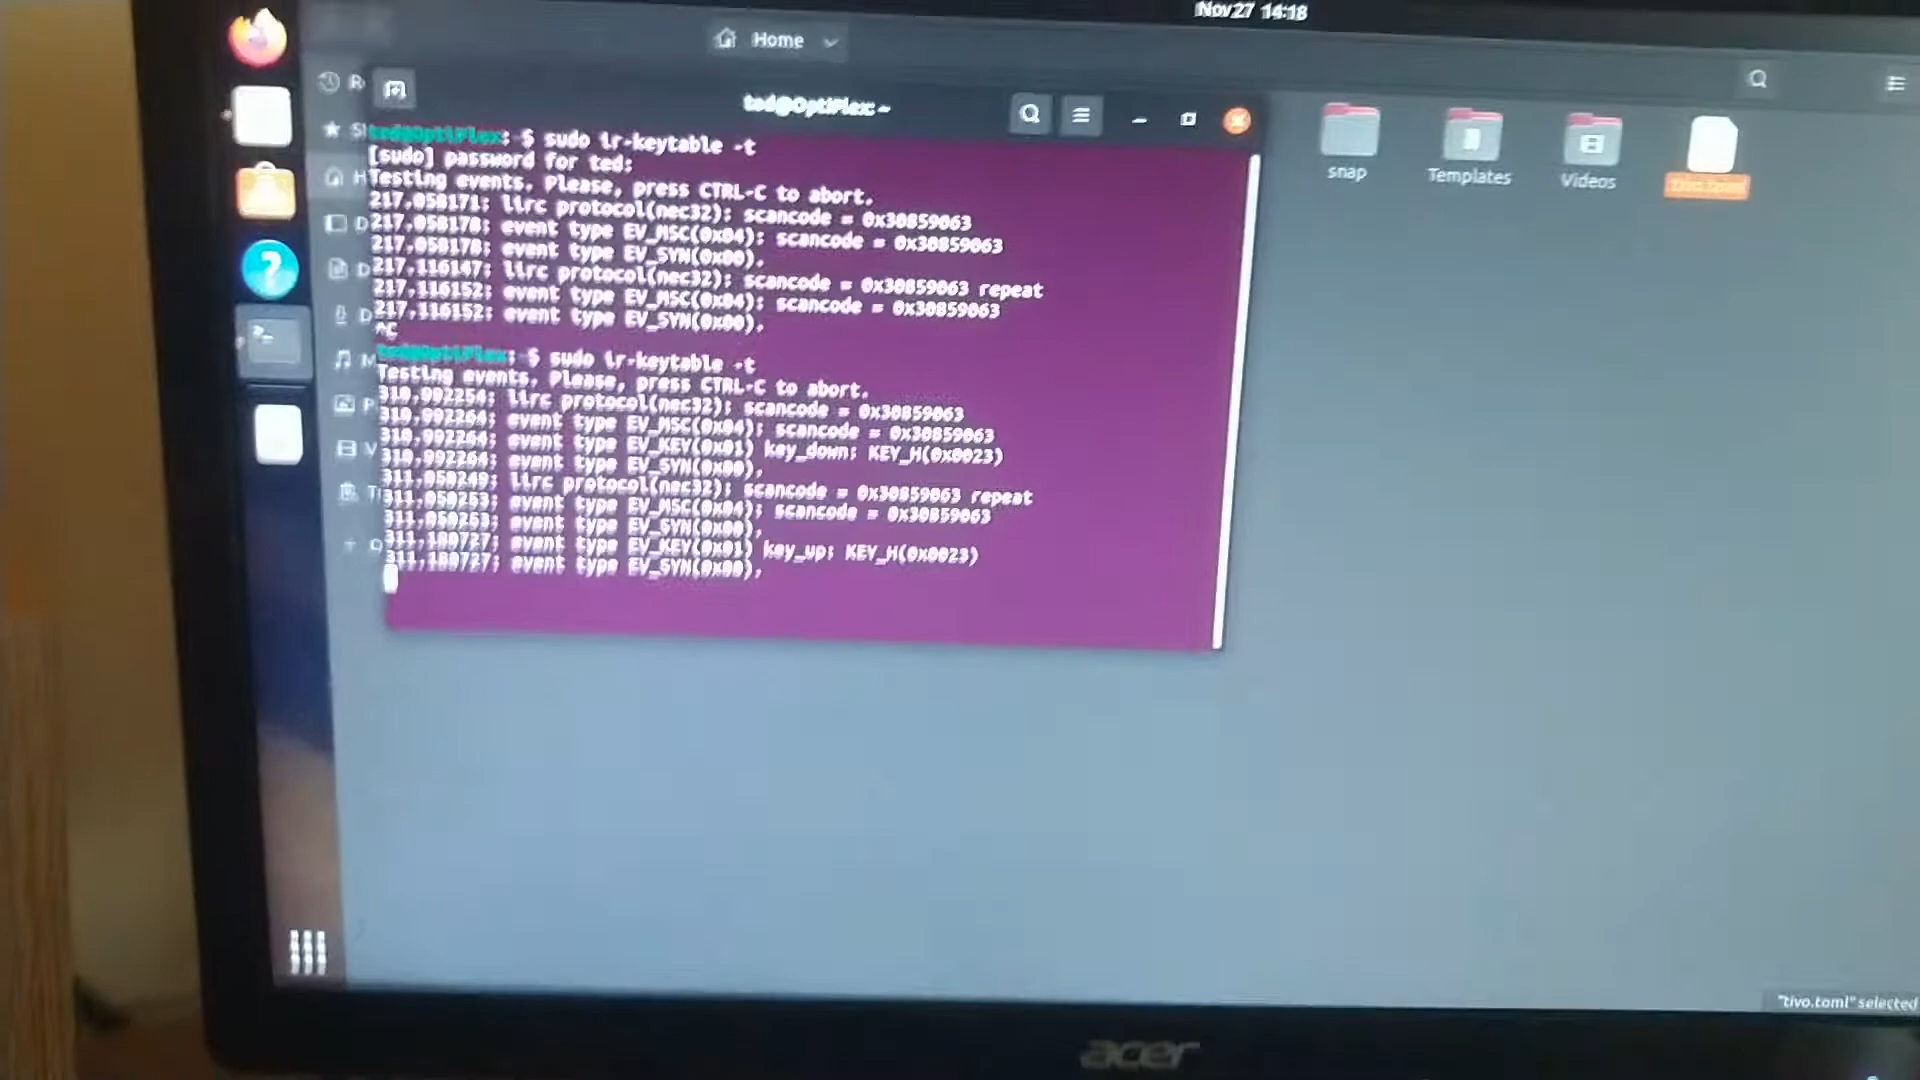 Nov 27 14:18
Home
ted@OptiPlex: ~
ted@OptiPlex:~$ sudo ir-keytable -t
[sudo] password for ted:
Testing events. Please, press CTRL-C to abort.
217.058171: lirc protocol(nec32): scancode = 0x30859063
217.058178: event type EV_MSC(0x04): scancode = 0x30859063
217.058178: event type EV_SYN(0x00).
217.116147: lirc protocol(nec32): scancode = 0x30859063 repeat
217.116152: event type EV_MSC(0x04): scancode = 0x30859063
217.116152: event type EV_SYN(0x00).
^C
ted@OptiPlex:~$ sudo ir-keytable -t
Testing events. Please, press CTRL-C to abort.
310.992254: lirc protocol(nec32): scancode = 0x30859063
310.992264: event type EV_MSC(0x04): scancode = 0x30859063
310.992264: event type EV_KEY(0x01) key_down: KEY_H(0x0023)
310.992264: event type EV_SYN(0x00).
311.050249: lirc protocol(nec32): scancode = 0x30859063 repeat
311.050253: event type EV_MSC(0x04): scancode = 0x30859063
311.050253: event type EV_SYN(0x00).
311.180727: event type EV_KEY(0x01) key_up: KEY_H(0x0023)
311.180727: event type EV_SYN(0x00).
snap
Templates
Videos
tivo.toml
"tivo.toml" selected
acer